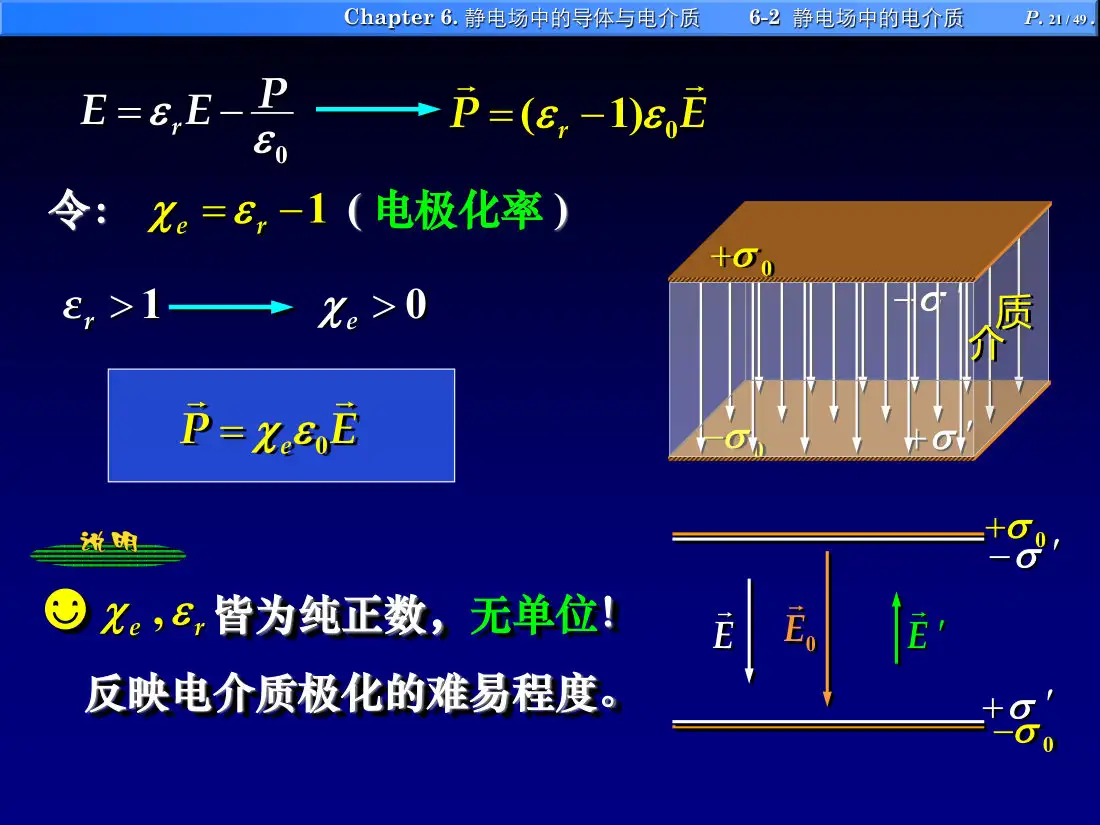 Chapter 6. 静电场中的导体与电介质 6-2 静电场中的电介质 P. 21 / 49 .
E = ε_r E − P/ε_0 → P⃗ = (ε_r − 1)ε_0 E⃗
令： χ_e = ε_r − 1 ( 电极化率 )
ε_r > 1 → χ_e > 0
P⃗ = χ_e ε_0 E⃗
+σ_0
−σ′
介质
−σ_0
+σ′
说明
χ_e , ε_r 皆为纯正数，无单位！
反映电介质极化的难易程度。
+σ_0
−σ′
E⃗ E⃗_0 E⃗′
+σ′
−σ_0